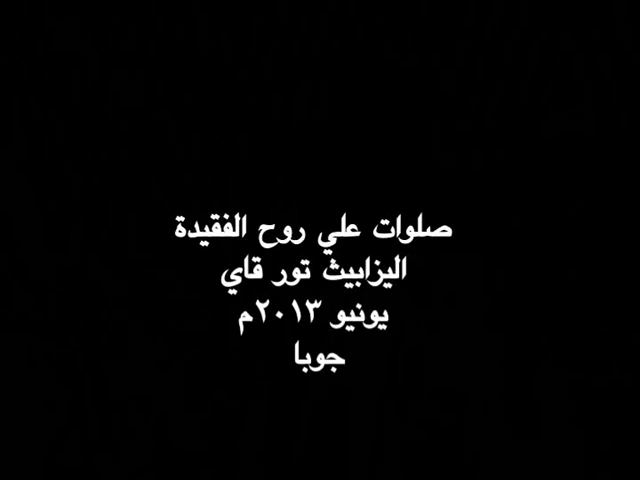 صلوات علي روح الفقيدة
اليزابيث تور قاي
يونيو ٢٠١٣م
جوبا